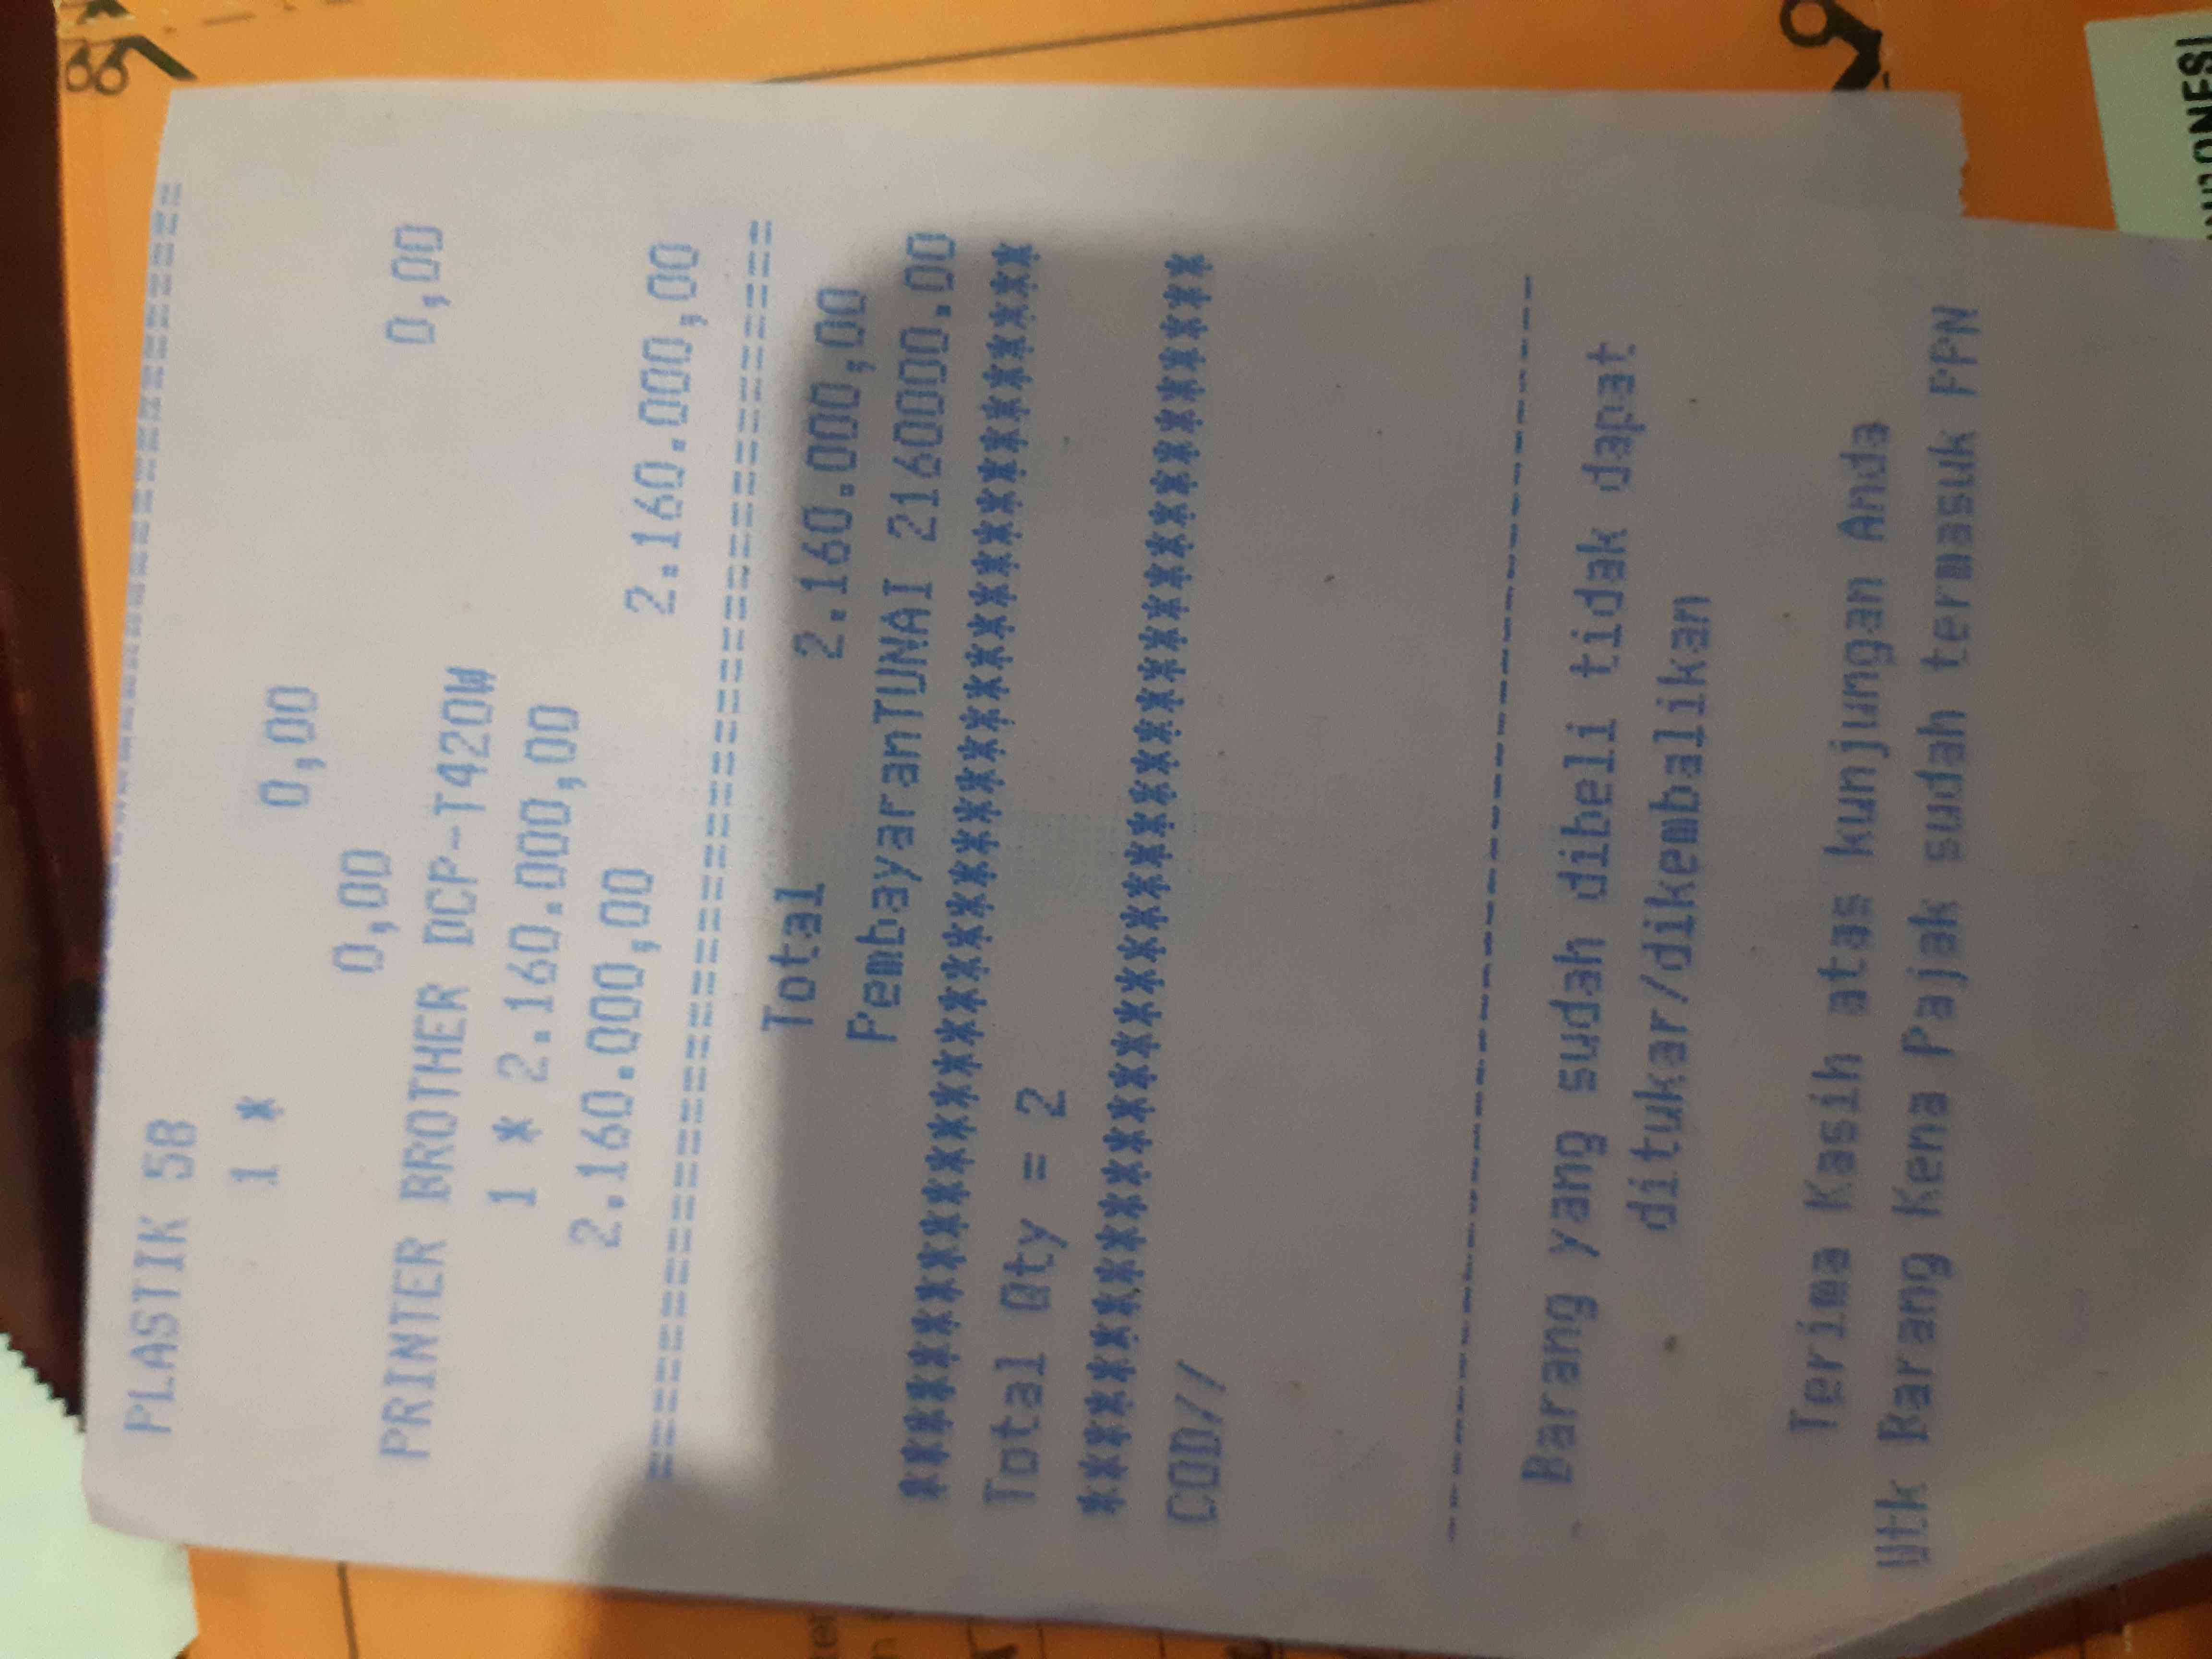 ==========================================
PLASTIK 5B
1 * 0,00
0,00 0,00
PRINTER BROTHER DCP-T420W
1 * 2.160.000,00
2.160.000,00 2.160.000,00
==========================================
Total 2.160.000,00
PembayaranTUNAI 2160000.00
******************************************
Total Qty = 2
******************************************
COD//
------------------------------------------
Barang yang sudah dibeli tidak dapat
ditukar/dikembalikan
Terima Kasih atas kunjungan Anda
Utk Barang Kena Pajak sudah termasuk PPN